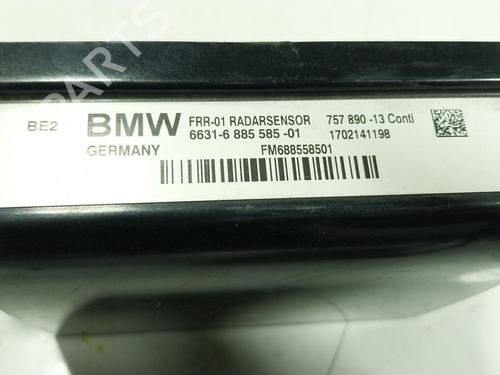 BE2
BMW
GERMANY
FRR-01 RADARSENSOR 757 890 -13 Conti
6631-6 885 585 -01 1702141198
FM688558501
PARTS